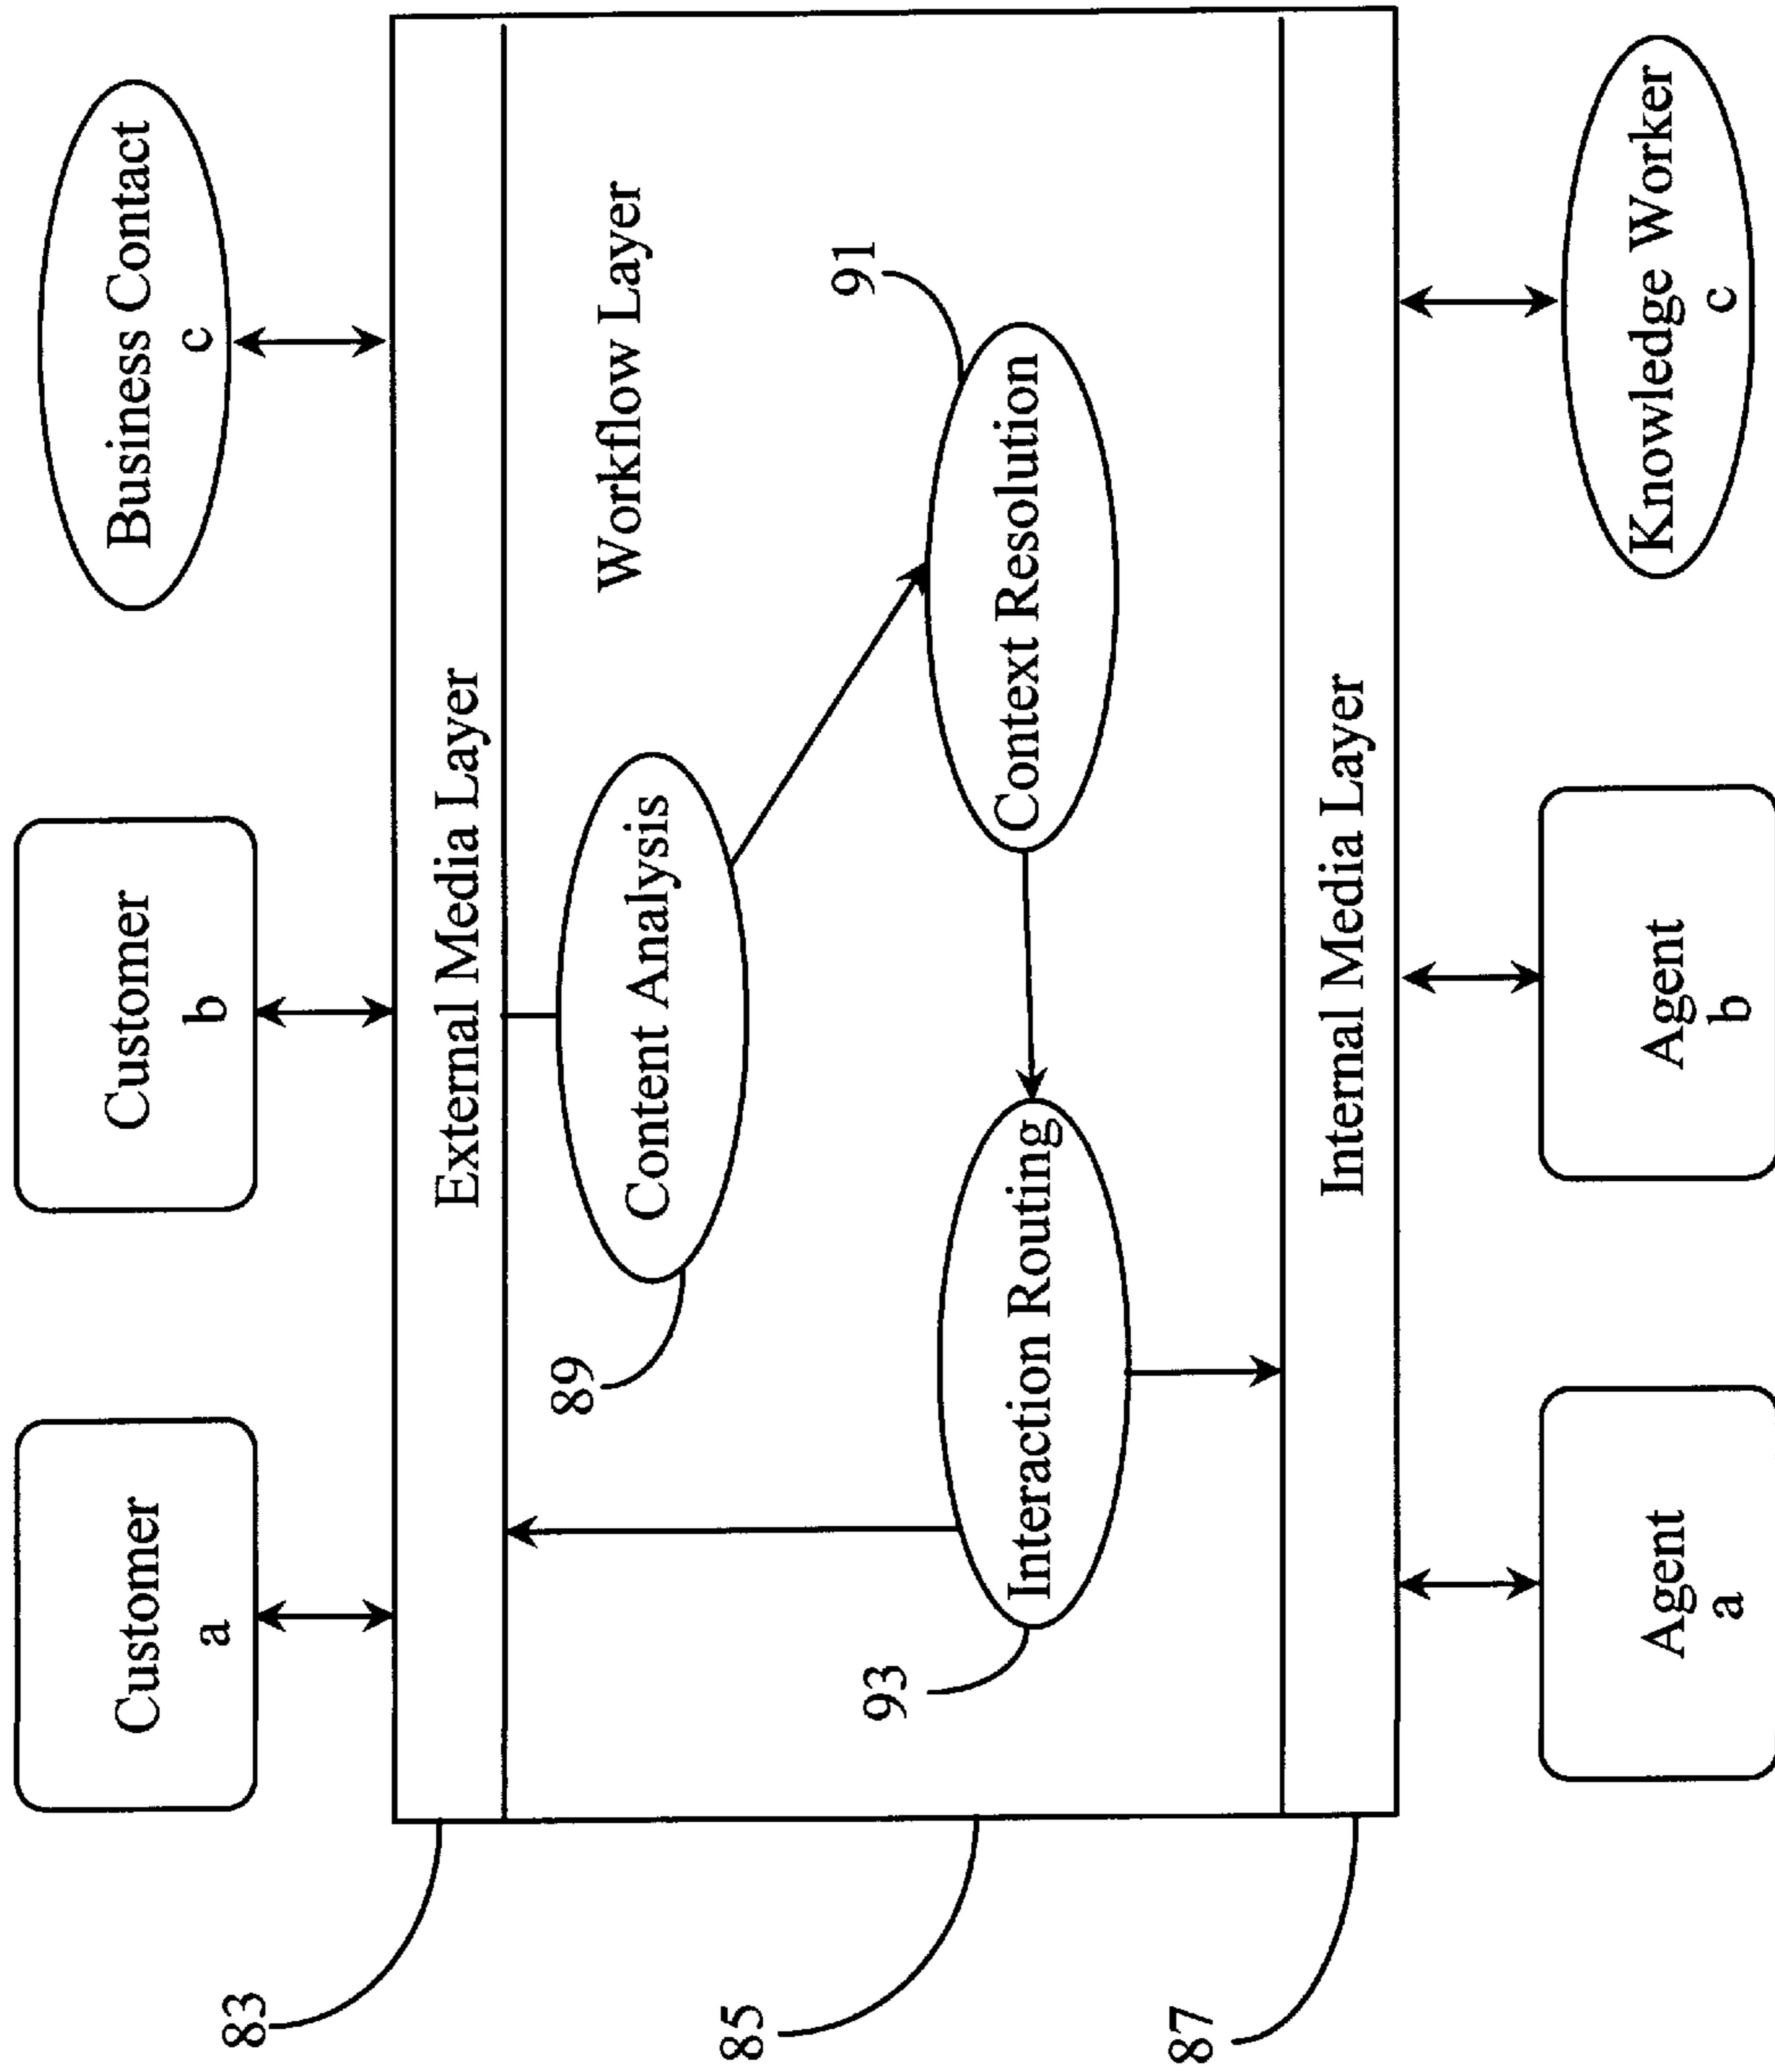 Customer
a
Customer
b
Business Contact
c
83
External Media Layer
85
Workflow Layer
89
Content Analysis
91
93
Interaction Routing
Context Resolution
87
Internal Media Layer
Agent
a
Agent
b
Knowledge Worker
c